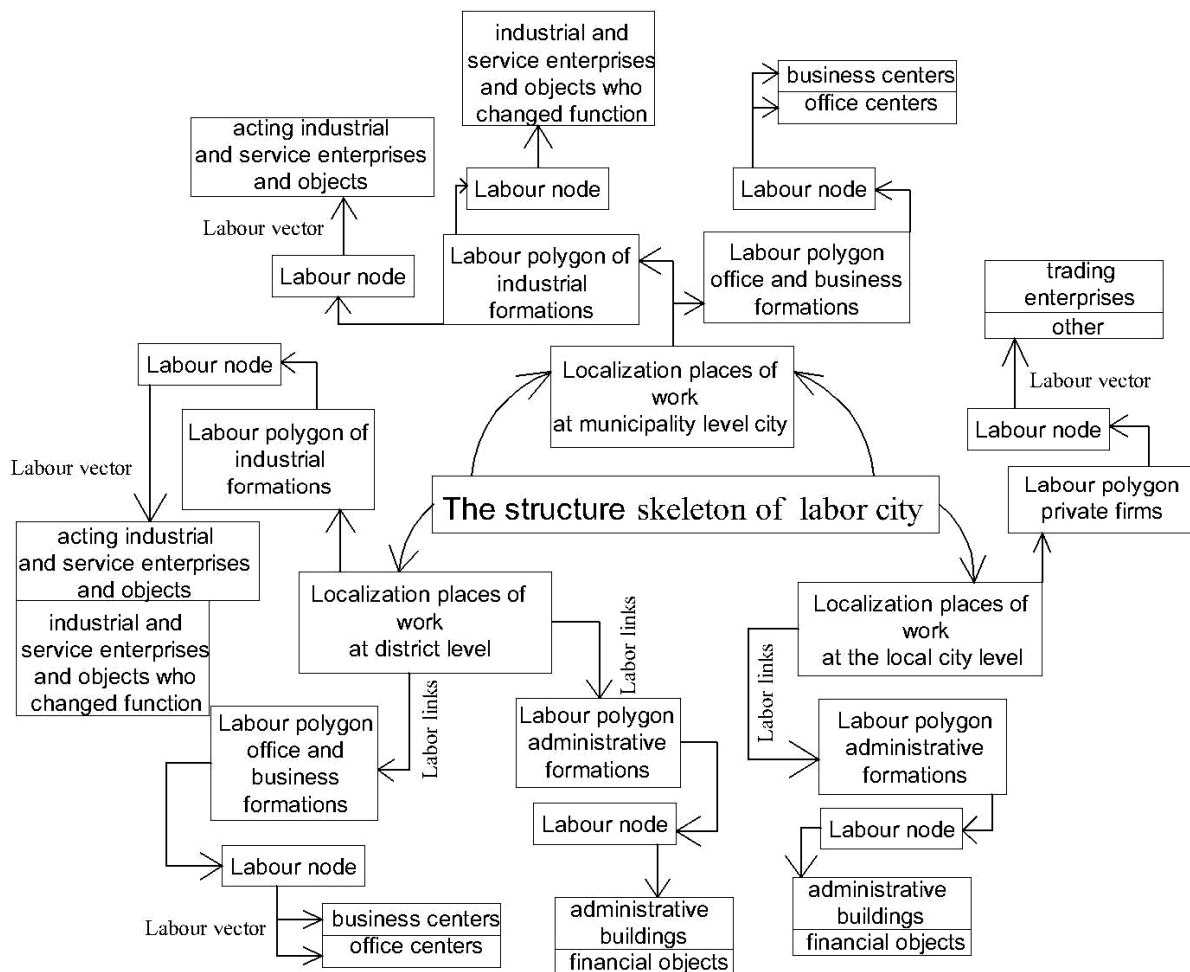 industrial and
service enterprises
and objects who
changed function
business centers
office centers
acting industrial
and service enterprises
and objects
Labour node
Labour node
Labour vector
Labour node
Labour polygon of
industrial
formations
Labour polygon
office and business
formations
trading
enterprises
other
Labour node
Localization places of
work
at municipality level city
Labour vector
Labour node
Labour polygon of
industrial
formations
Labour vector
Labour polygon
private firms
The structure skeleton of labor city
acting industrial
and service enterprises
and objects
industrial and
service enterprises
and objects who
changed function
Localization places of
work
at district level
Labor links
Localization places of
work
at the local city level
Labor links
Labor links
Labour polygon
office and
business
formations
Labour polygon
administrative
formations
Labour polygon
administrative
formations
Labour node
Labour node
Labour node
Labour vector
business centers
office centers
administrative
buildings
financial objects
administrative
buildings
financial objects